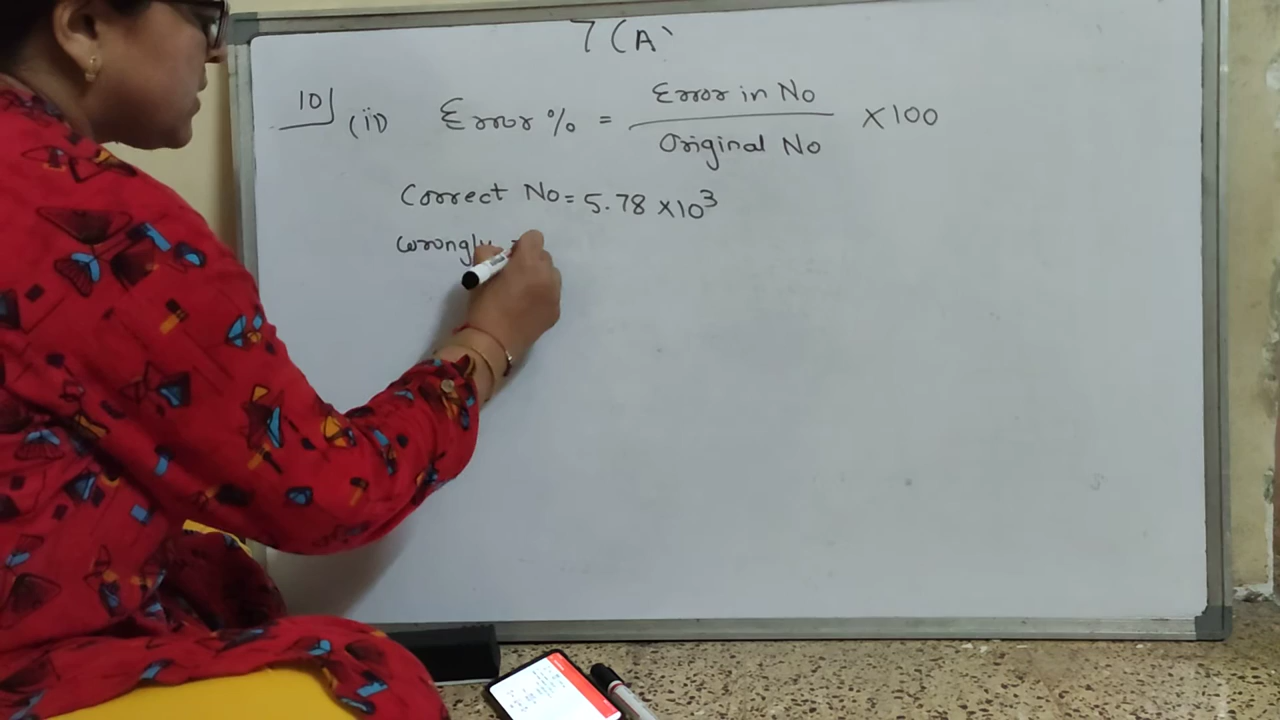 7 (A)
10] (ii) Error % = Error in No / Original No × 100
Correct No = 5.78 × 10³
wrongly =